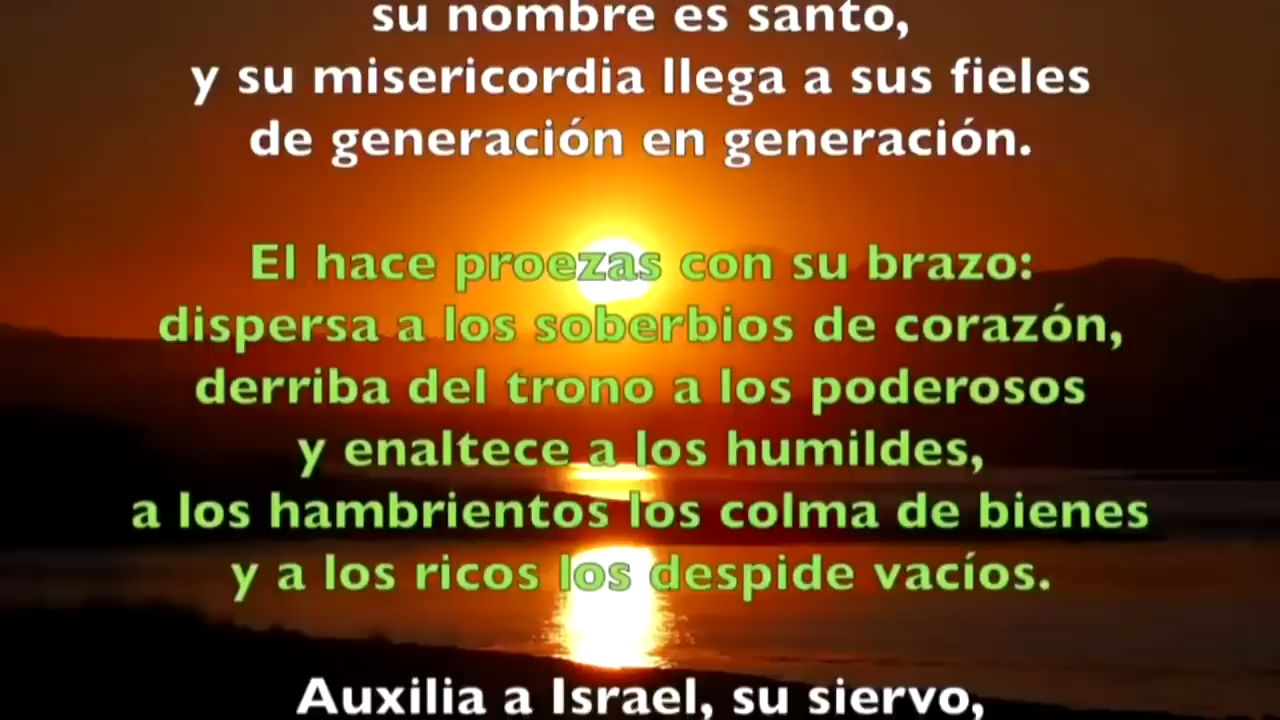 su nombre es santo,
y su misericordia llega a sus fieles
de generación en generación.
El hace proezas con su brazo:
dispersa a los soberbios de corazón,
derriba del trono a los poderosos
y enaltece a los humildes,
a los hambrientos los colma de bienes
y a los ricos los despide vacíos.
Auxilia a Israel, su siervo,